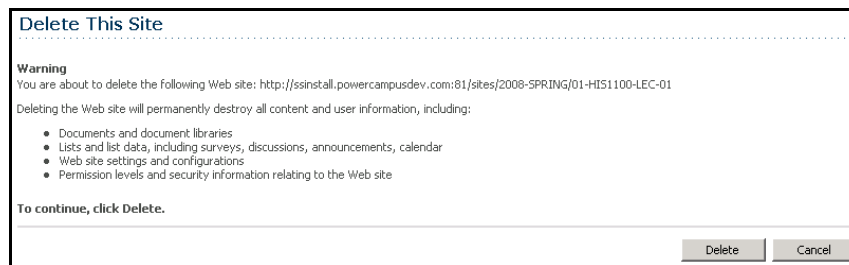 Delete This Site
Warning
You are about to delete the following Web site: http://ssinstall.powercampusdev.com:81/sites/2008-SPRING/01-HIS1100-LEC-01
Deleting the Web site will permanently destroy all content and user information, including:
Documents and document libraries
Lists and list data, including surveys, discussions, announcements, calendar
Web site settings and configurations
Permission levels and security information relating to the Web site
To continue, click Delete.
Delete Cancel